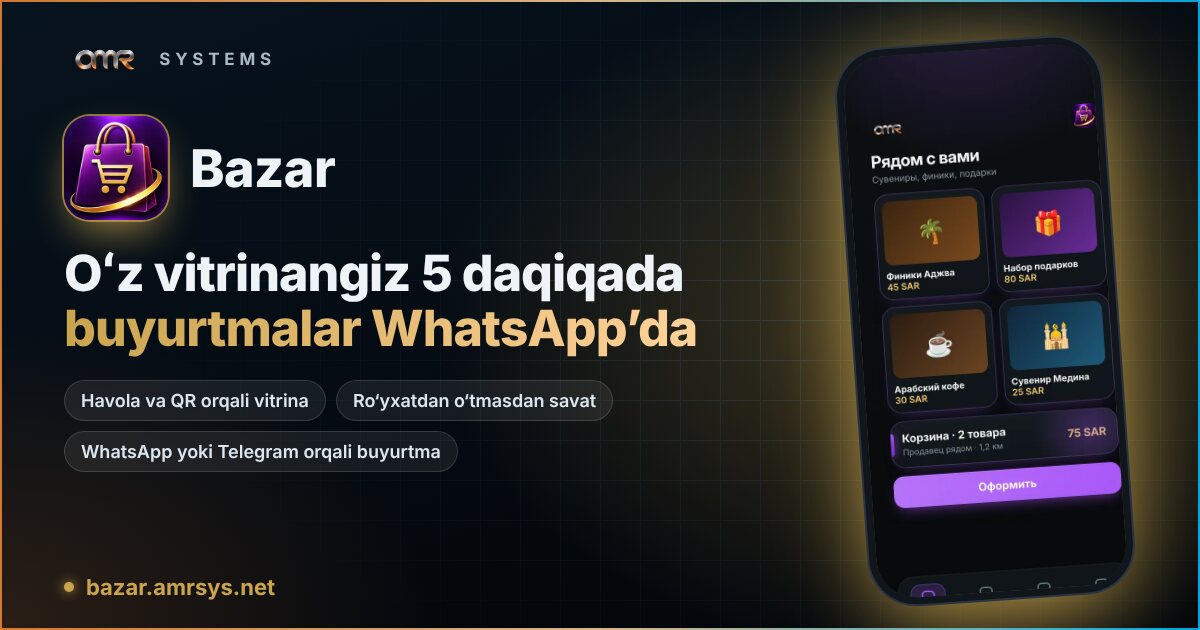 AMR SYSTEMS
Bazar
Oʻz vitrinangiz 5 daqiqada
buyurtmalar WhatsApp’da
Havola va QR orqali vitrina
Ro‘yxatdan o‘tmasdan savat
WhatsApp yoki Telegram orqali buyurtma
bazar.amrsys.net
AMR
Рядом с вами
Сувениры, финики, подарки
Финики Аджва
45 SAR
Набор подарков
80 SAR
Арабский кофе
30 SAR
Сувенир Медина
25 SAR
Корзина · 2 товара
75 SAR
Продавец рядом · 1,2 км
Оформить